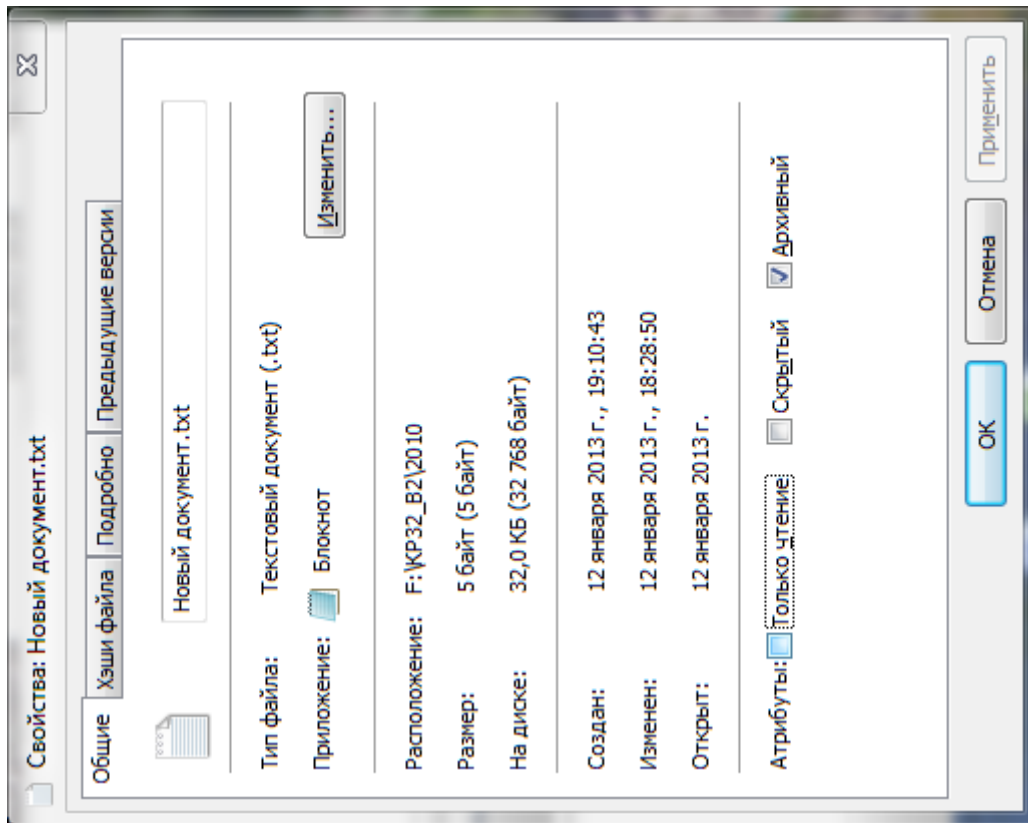 Свойства: Новый документ.txt
Общие Хэши файла Подробно Предыдущие версии
Новый документ.txt
Тип файла: Текстовый документ (.txt)
Приложение: Блокнот Изменить...
Расположение: F:\КР32_В2\2010
Размер: 5 байт (5 байт)
На диске: 32,0 КБ (32 768 байт)
Создан: 12 января 2013 г., 19:10:43
Изменен: 12 января 2013 г., 18:28:50
Открыт: 12 января 2013 г.
Атрибуты: Только чтение Скрытый Архивный
ОК Отмена Применить